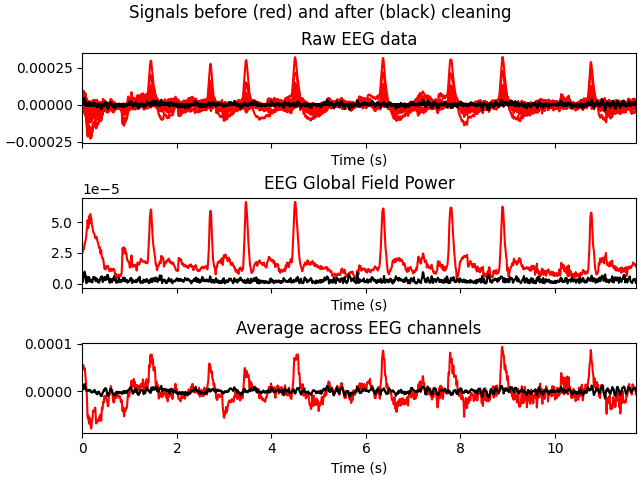 Signals before (red) and after (black) cleaning
Raw EEG data
0.00025
0.00000
−0.00025
Time (s)
EEG Global Field Power
1e−5
5.0
2.5
0.0
Time (s)
Average across EEG channels
0.0001
0.0000
0 2 4 6 8 10
Time (s)